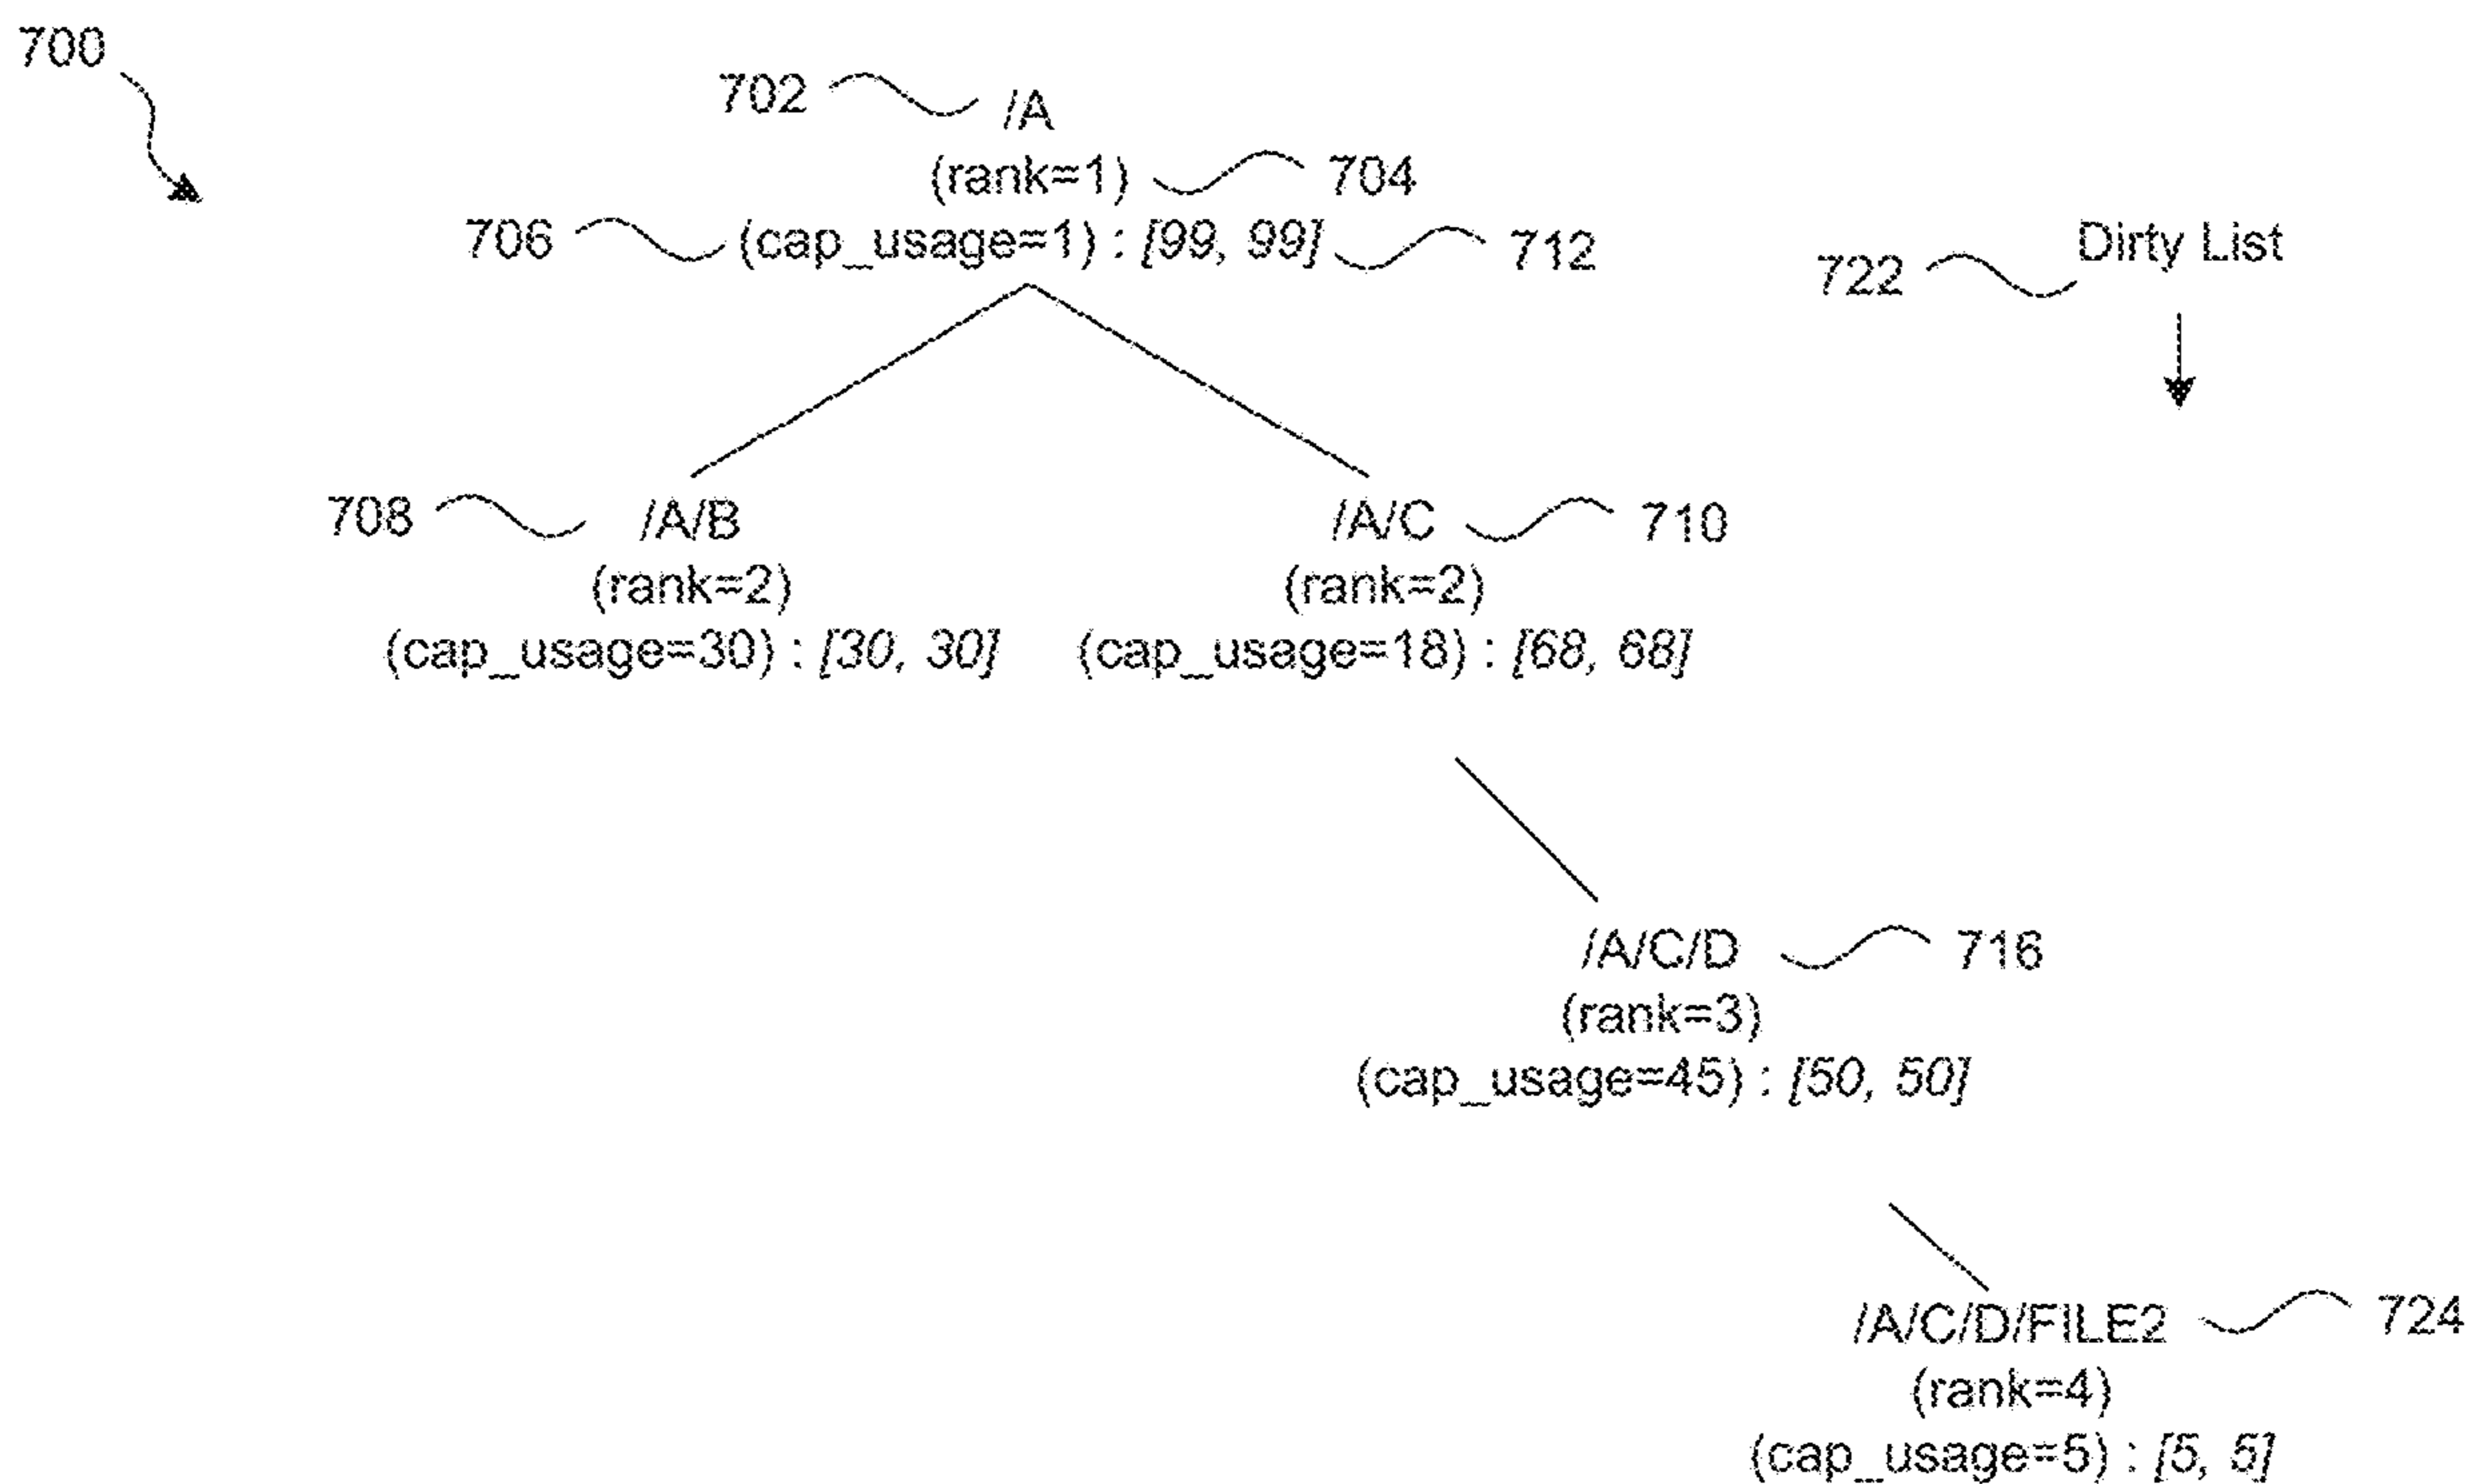 700
702 /A
(rank=1) 704
706 (cap_usage=1) : [99, 99] 712
722 Dirty List
708 /A/B
(rank=2)
(cap_usage=30) : [30, 30]
/A/C 710
(rank=2)
(cap_usage=18) : [68, 68]
/A/C/D 716
(rank=3)
(cap_usage=45) : [50, 50]
/A/C/D/FILE2 724
(rank=4)
(cap_usage=5) : [5, 5]